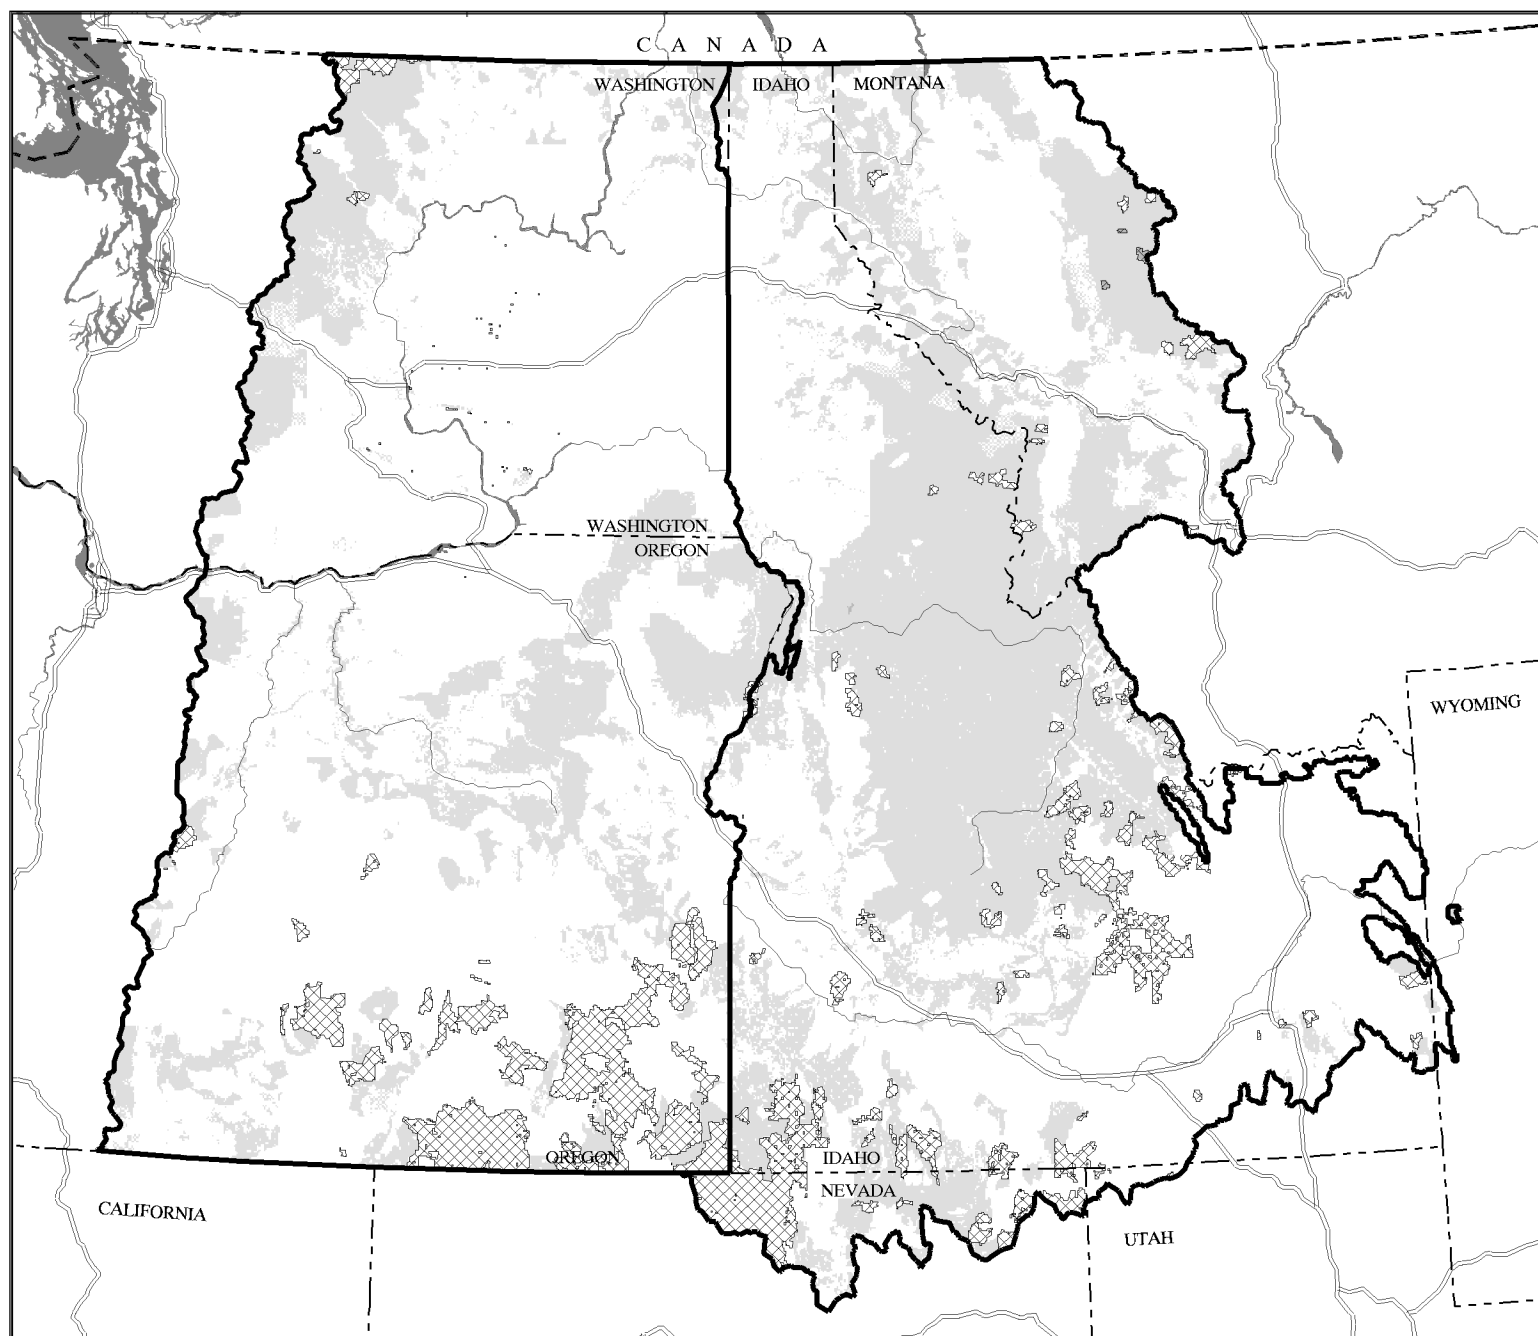 C A N A D A
WASHINGTON IDAHO MONTANA
WASHINGTON
OREGON
WYOMING
OREGON IDAHO
NEVADA
CALIFORNIA
UTAH